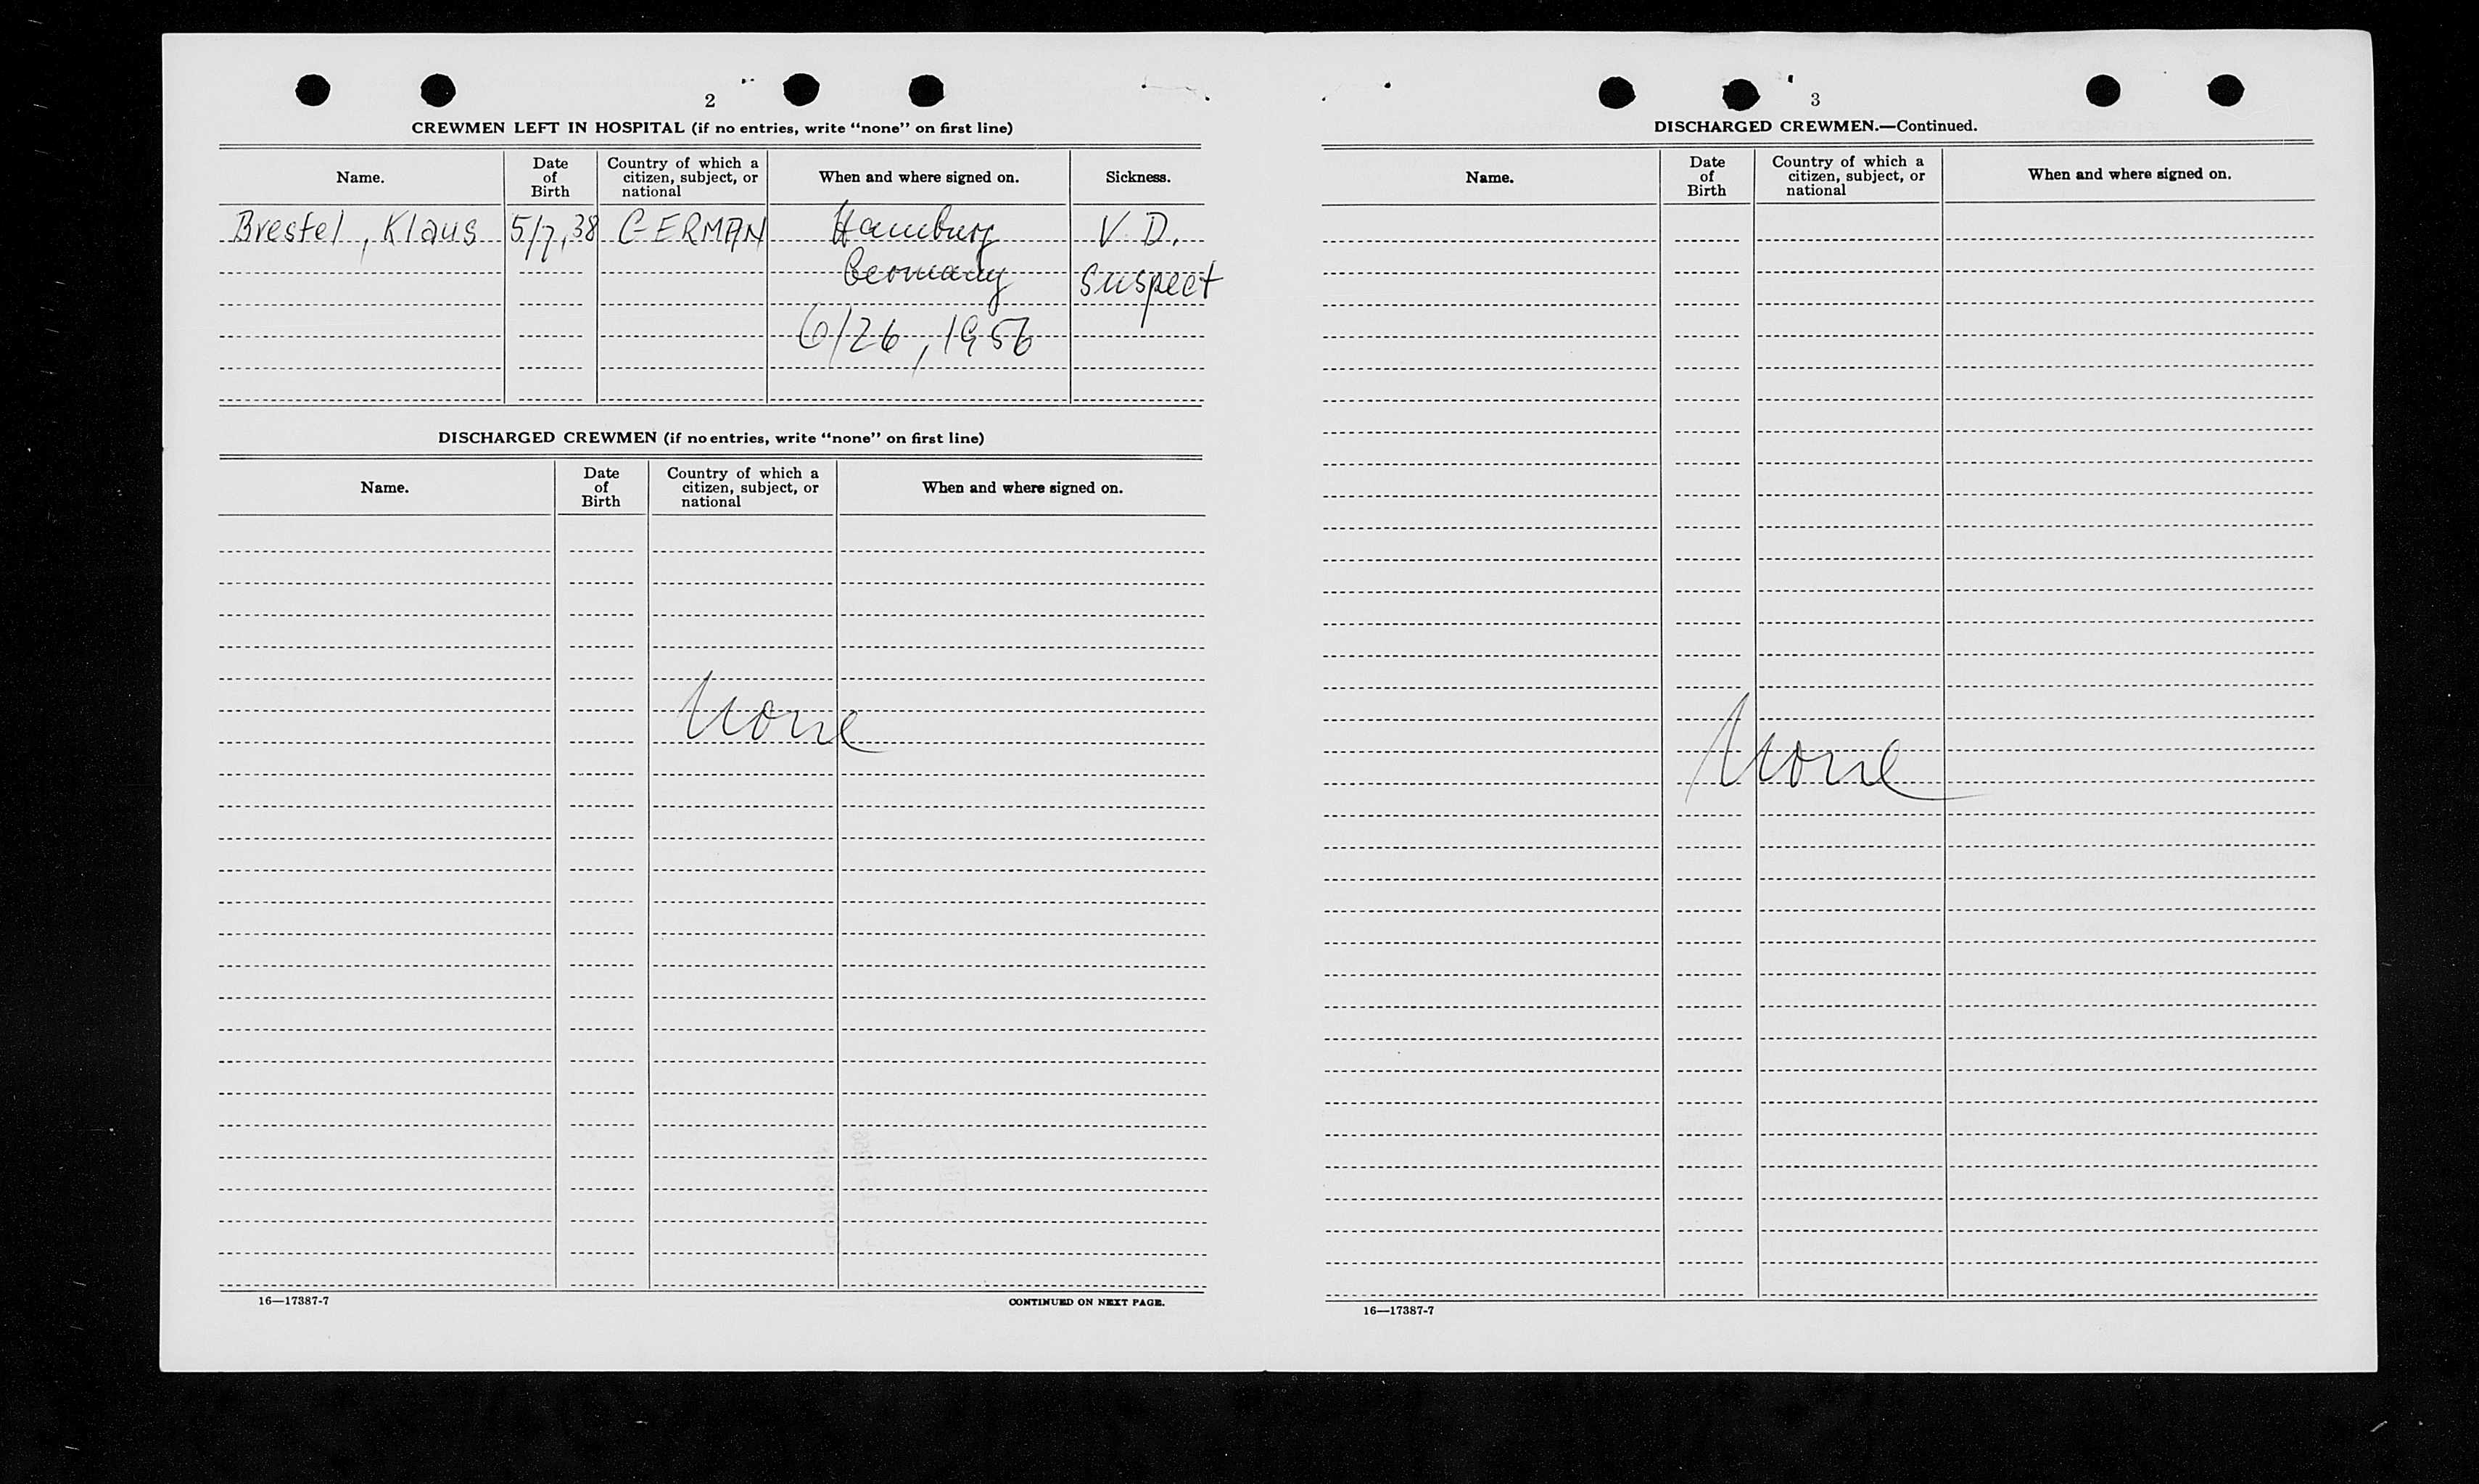 2
CREWMEN LEFT IN HOSPITAL (if no entries, write “none” on first line)
Name.
Date of Birth
Country of which a citizen, subject, or national
When and where signed on.
Sickness.
Brestel, Klaus 5/7, 38 GERMAN Hamburg V. D.
Germany suspect
6/26, 1956
DISCHARGED CREWMEN (if no entries, write “none” on first line)
Name.
Date of Birth
Country of which a citizen, subject, or national
When and where signed on.
None
16—17387-7
CONTINUED ON NEXT PAGE.
3
DISCHARGED CREWMEN.—Continued.
Name.
Date of Birth
Country of which a citizen, subject, or national
When and where signed on.
None
16—17387-7